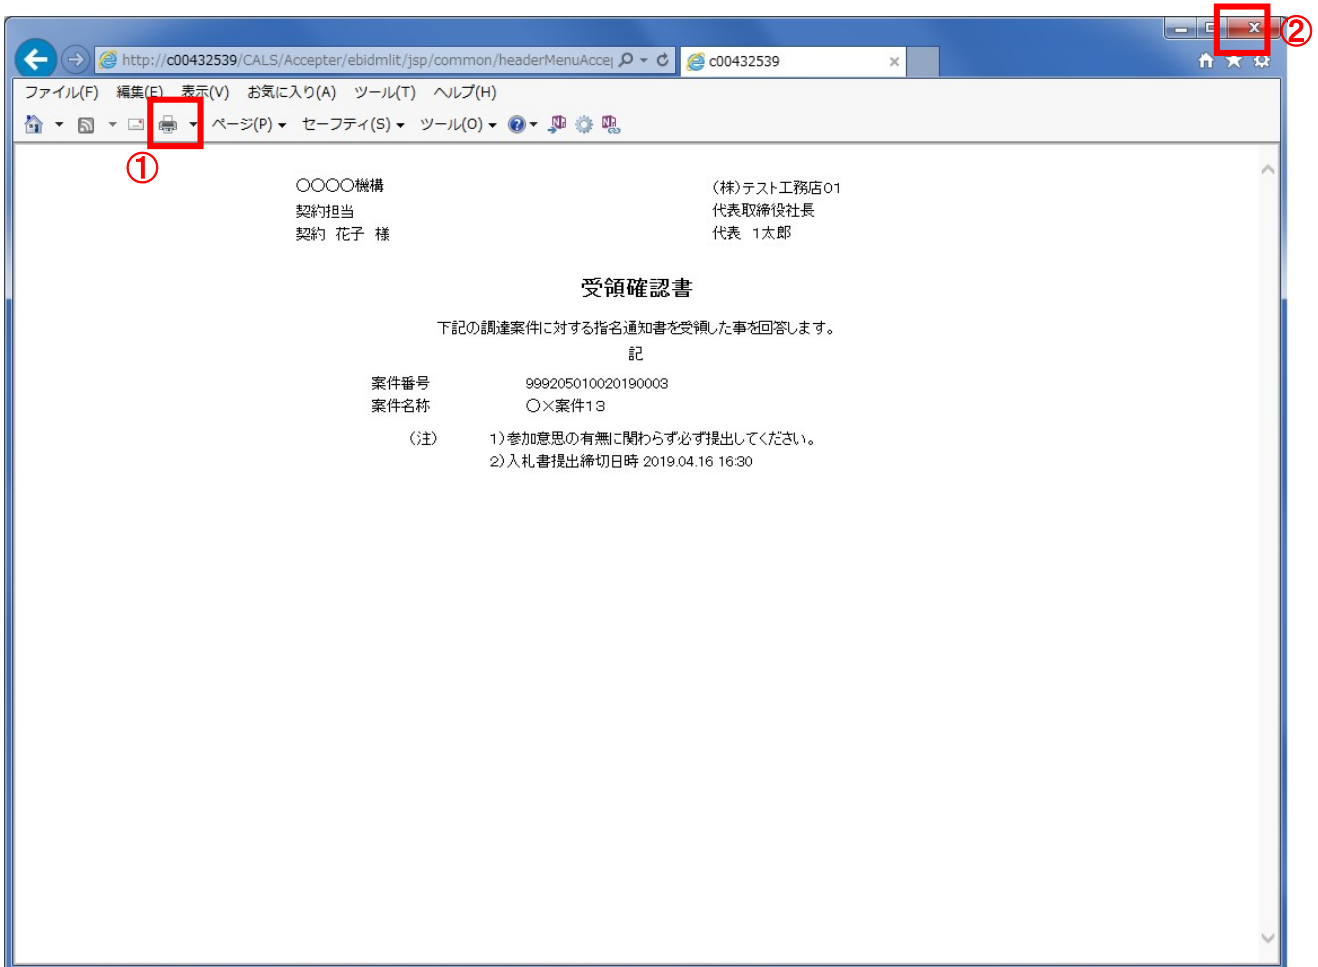 ②
http://c00432539/CALS/Accepter/ebidmlit/jsp/common/headerMenuAccep
c00432539
ファイル(F) 編集(E) 表示(V) お気に入り(A) ツール(T) ヘルプ(H)
ページ(P) セーフティ(S) ツール(O)
①
〇〇〇〇機構
(株)テスト工務店01
契約担当
代表取締役社長
契約 花子 様
代表 1太郎
受領確認書
下記の調達案件に対する指名通知書を受領した事を回答します。
記
案件番号 999205010020190003
案件名称 〇×案件13
(注) 1)参加意思の有無に関わらず必ず提出してください。
2)入札書提出締切日時 2019.04.16 16:30